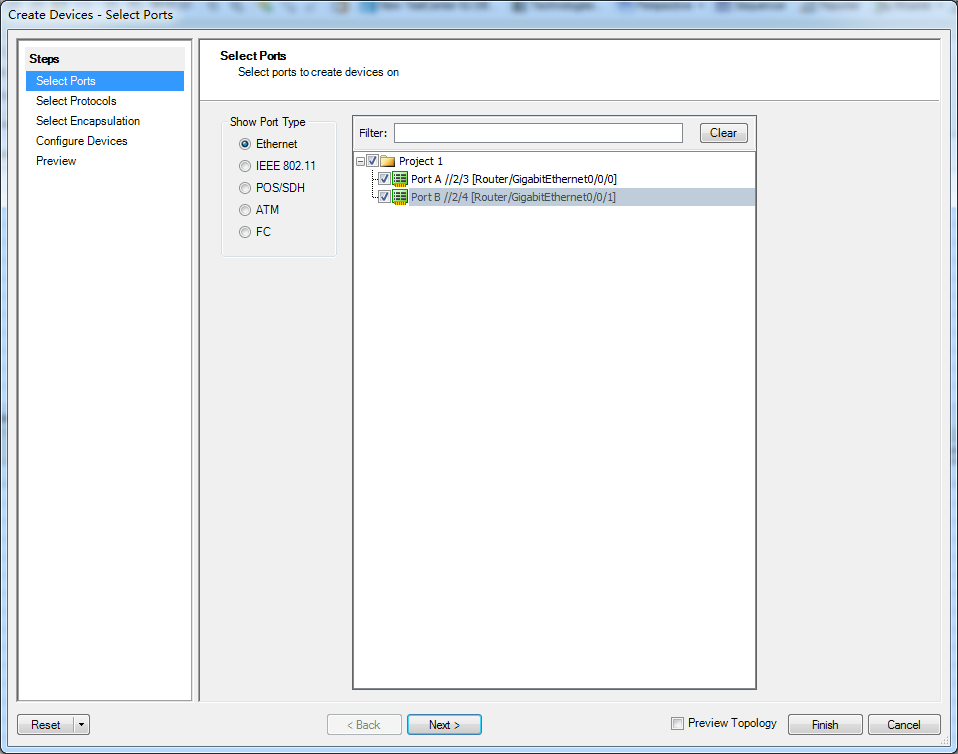 Create Devices - Select Ports
Steps
Select Ports
Select Protocols
Select Encapsulation
Configure Devices
Preview
Select Ports
Select ports to create devices on
Show Port Type
Ethernet
IEEE 802.11
POS/SDH
ATM
FC
Filter:
Clear
Project 1
Port A //2/3 [Router/GigabitEthernet0/0/0]
Port B //2/4 [Router/GigabitEthernet0/0/1]
Reset
< Back
Next >
Preview Topology
Finish
Cancel